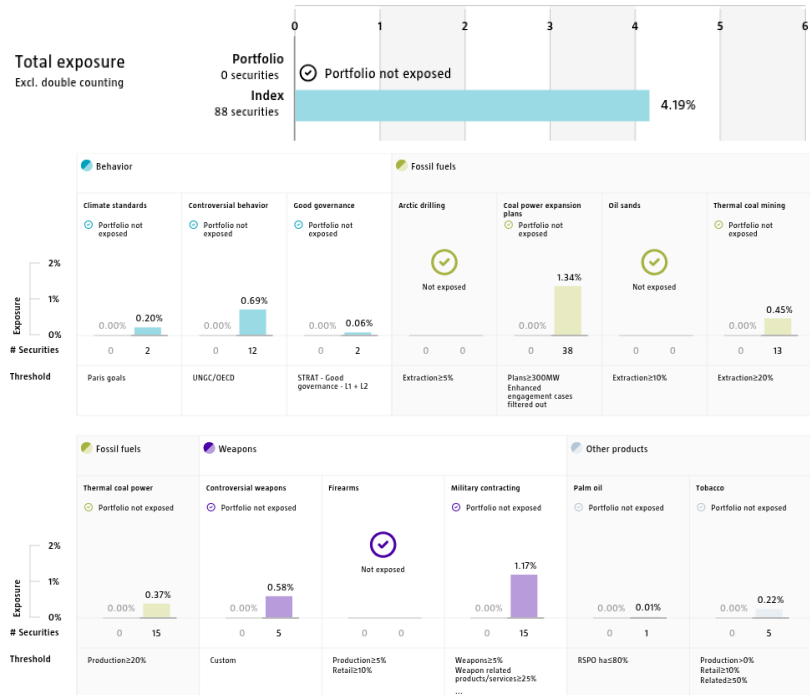 0 1 2 3 4 5 6
Total exposure
Excl. double counting
Portfolio
0 securities
Portfolio not exposed
Index
88 securities
4.19%
Behavior
Fossil fuels
Climate standards
Portfolio not
exposed
Controversial behavior
Portfolio not
exposed
Good governance
Portfolio not
exposed
Arctic drilling
Not exposed
Coal power expansion
plans
Portfolio not
exposed
Oil sands
Not exposed
Thermal coal mining
Portfolio not
exposed
Exposure
2%
1%
0%
0.00% 0.20%
0.00% 0.69%
0.00% 0.06%
0.00% 1.34%
0.00% 0.45%
# Securities
0 2
0 12
0 2
0 0
0 38
0 0
0 13
Threshold
Paris goals
UNGC/OECD
STRAT - Good
governance - L1 + L2
Extraction≥5%
Plans≥300MW
Enhanced
engagement cases
filtered out
Extraction≥10%
Extraction≥20%
Fossil fuels
Weapons
Other products
Thermal coal power
Portfolio not exposed
Controversial weapons
Portfolio not exposed
Firearms
Not exposed
Military contracting
Portfolio not exposed
Palm oil
Portfolio not exposed
Tobacco
Portfolio not exposed
Exposure
2%
1%
0%
0.00% 0.37%
0.00% 0.58%
0.00% 1.17%
0.00% 0.01%
0.00% 0.22%
# Securities
0 15
0 5
0 0
0 15
0 1
0 5
Threshold
Production≥20%
Custom
Production≥5%
Retail≥10%
Weapons≥5%
Weapon related
products/services≥25%
...
RSPO ha≤80%
Production>0%
Retail≥10%
Related≥50%